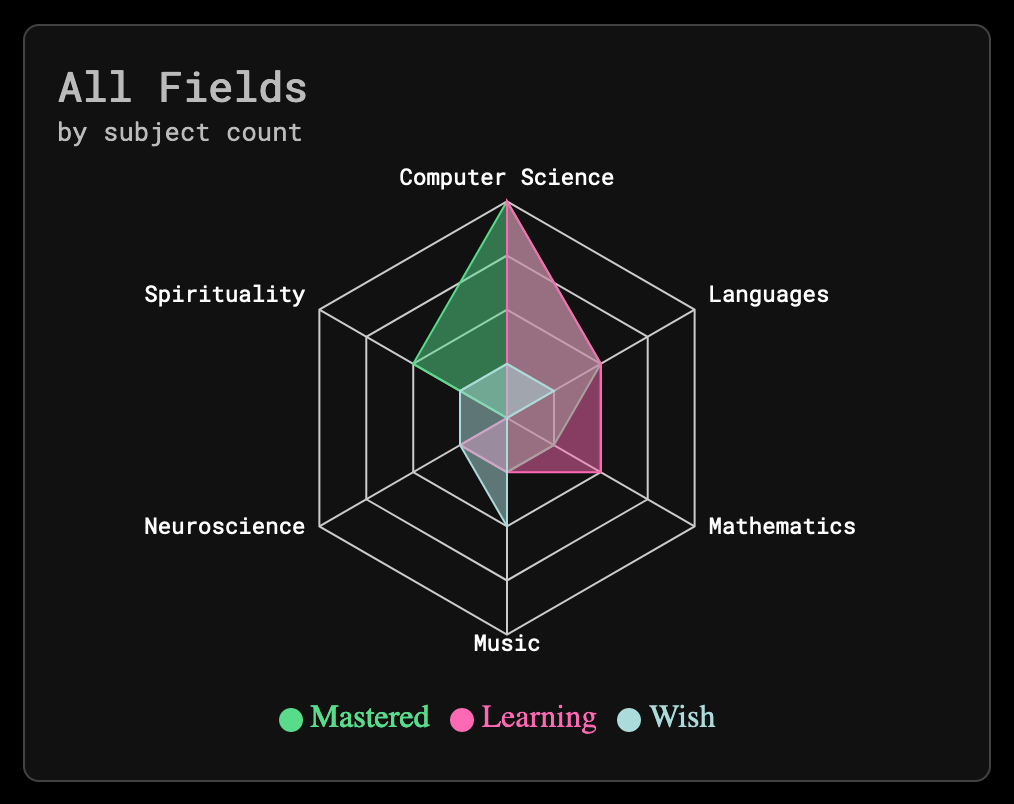 All Fields
by subject count
Computer Science
Spirituality
Languages
Neuroscience
Mathematics
Music
Mastered Learning Wish